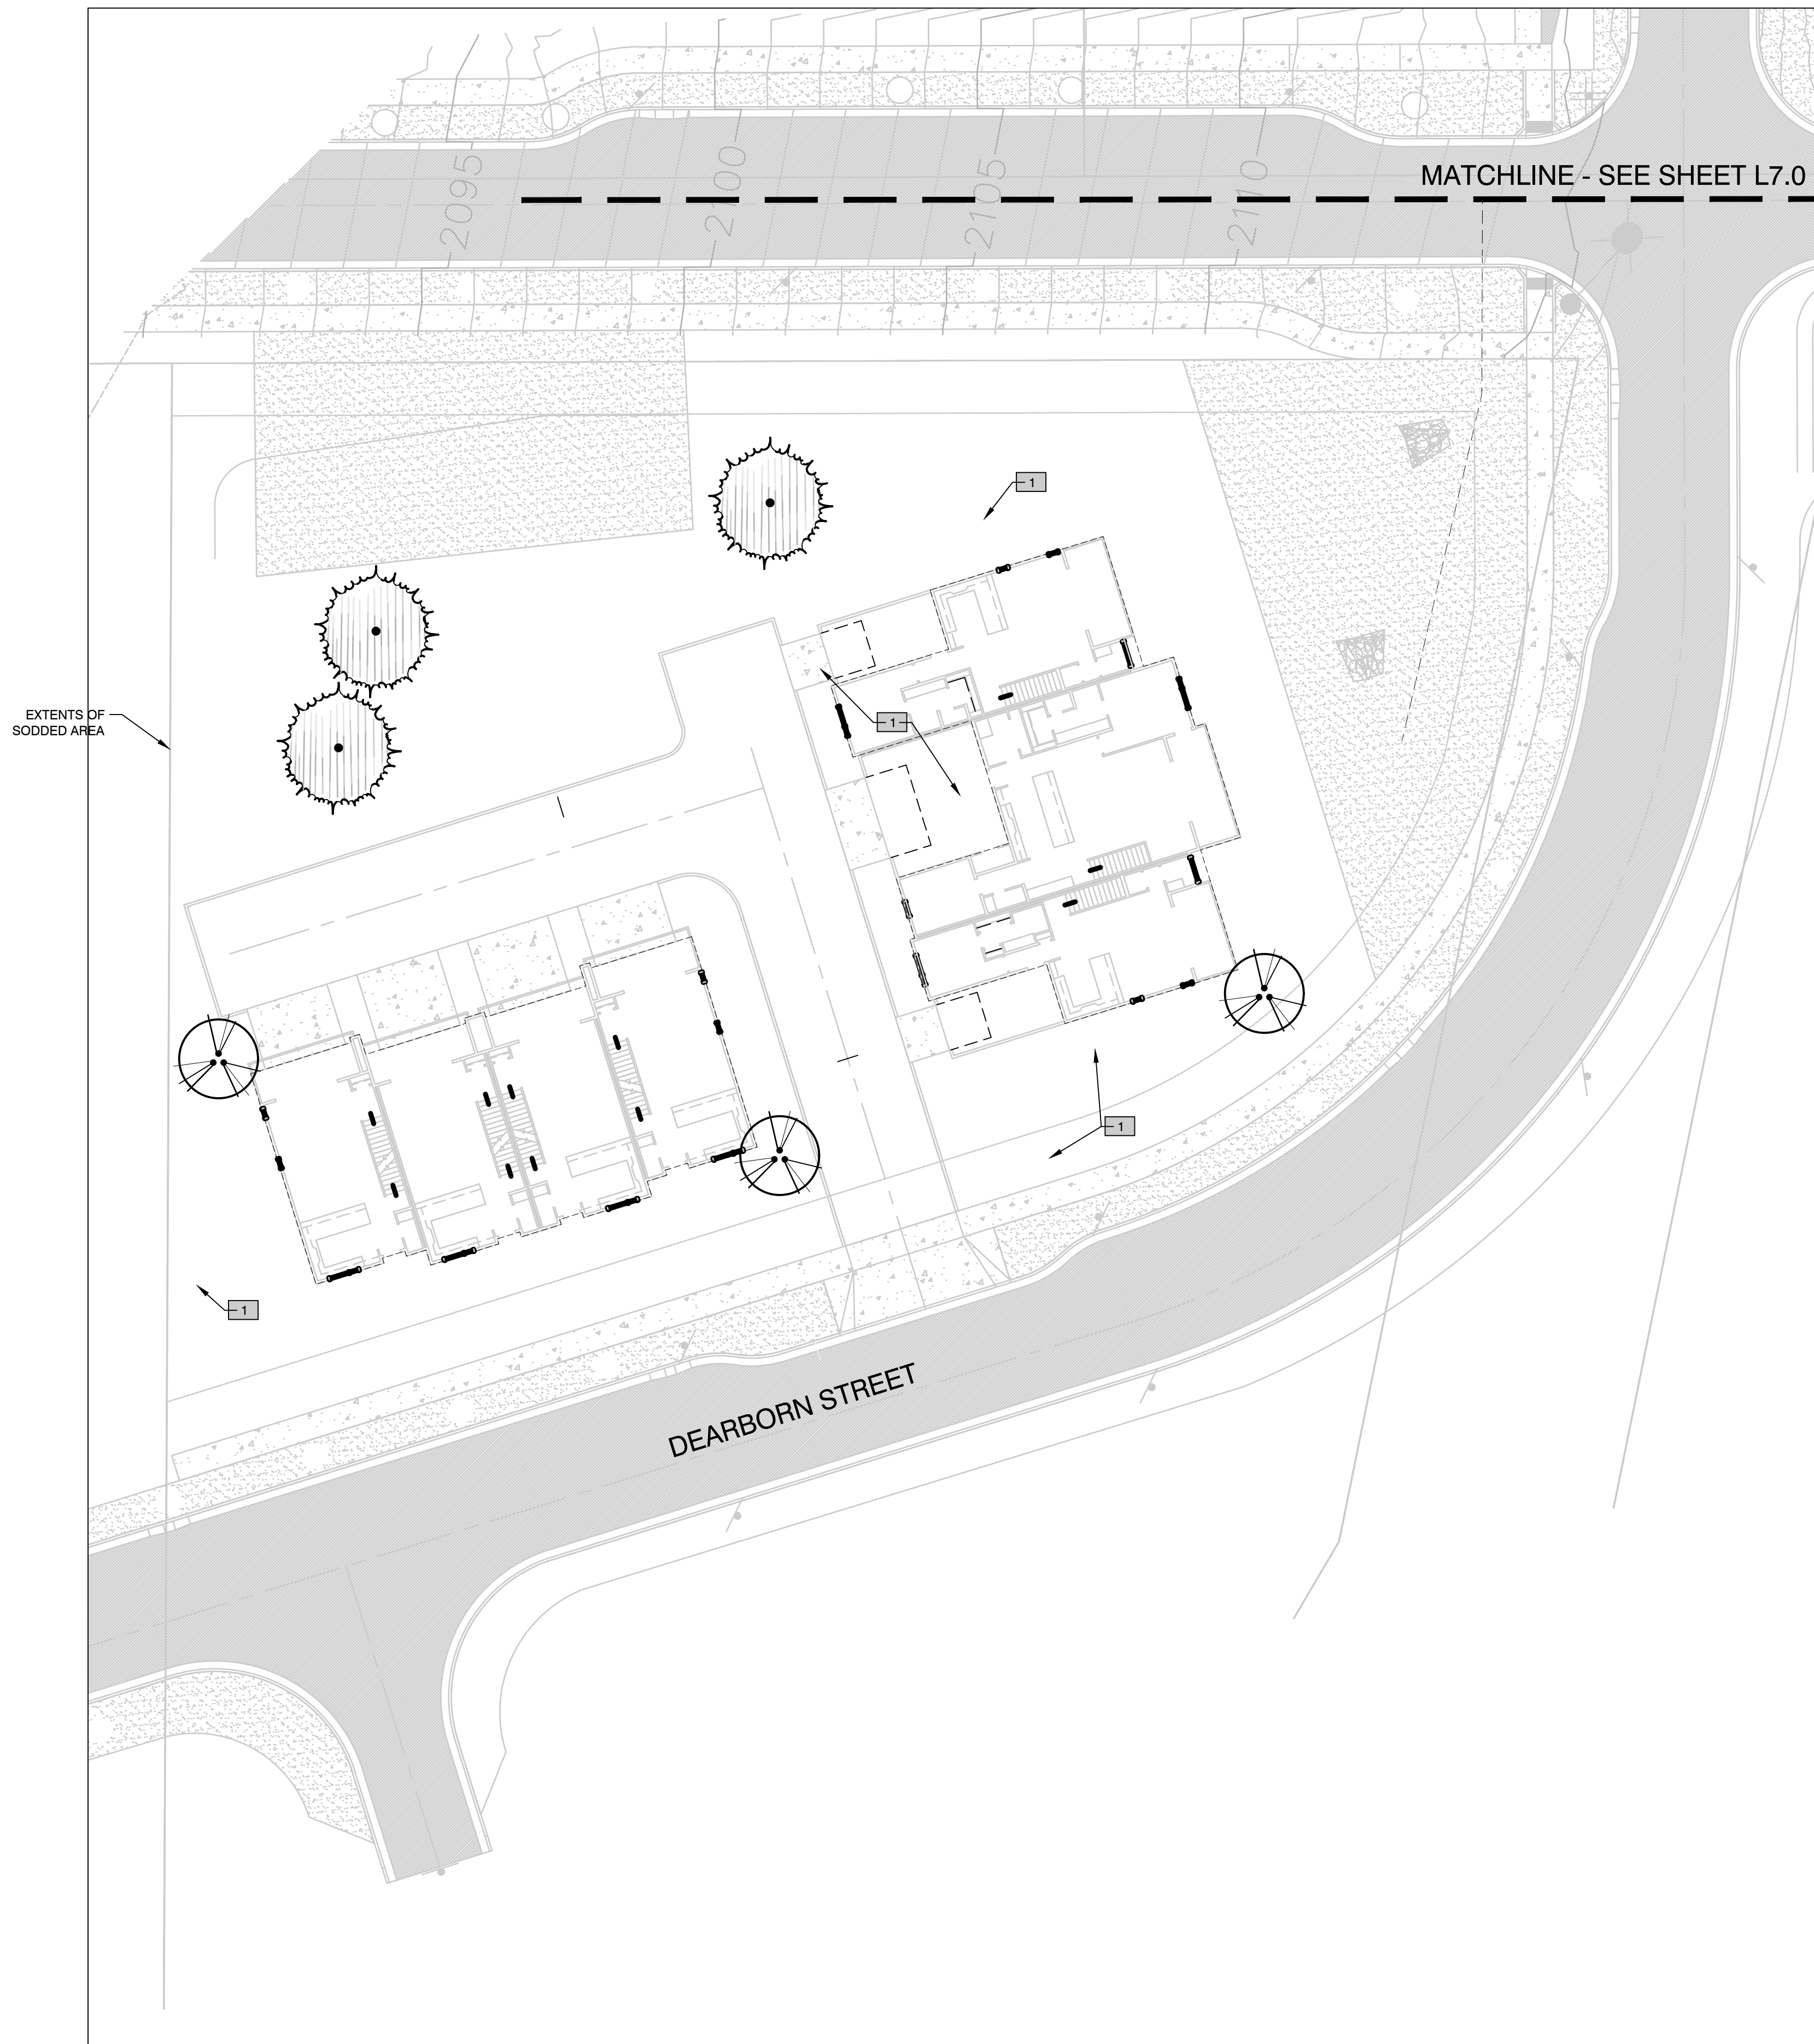 2095
2100
2105
2110
MATCHLINE - SEE SHEET L7.0
1
1
EXTENTS OF
SODDED AREA
1
1
DEARBORN STREET